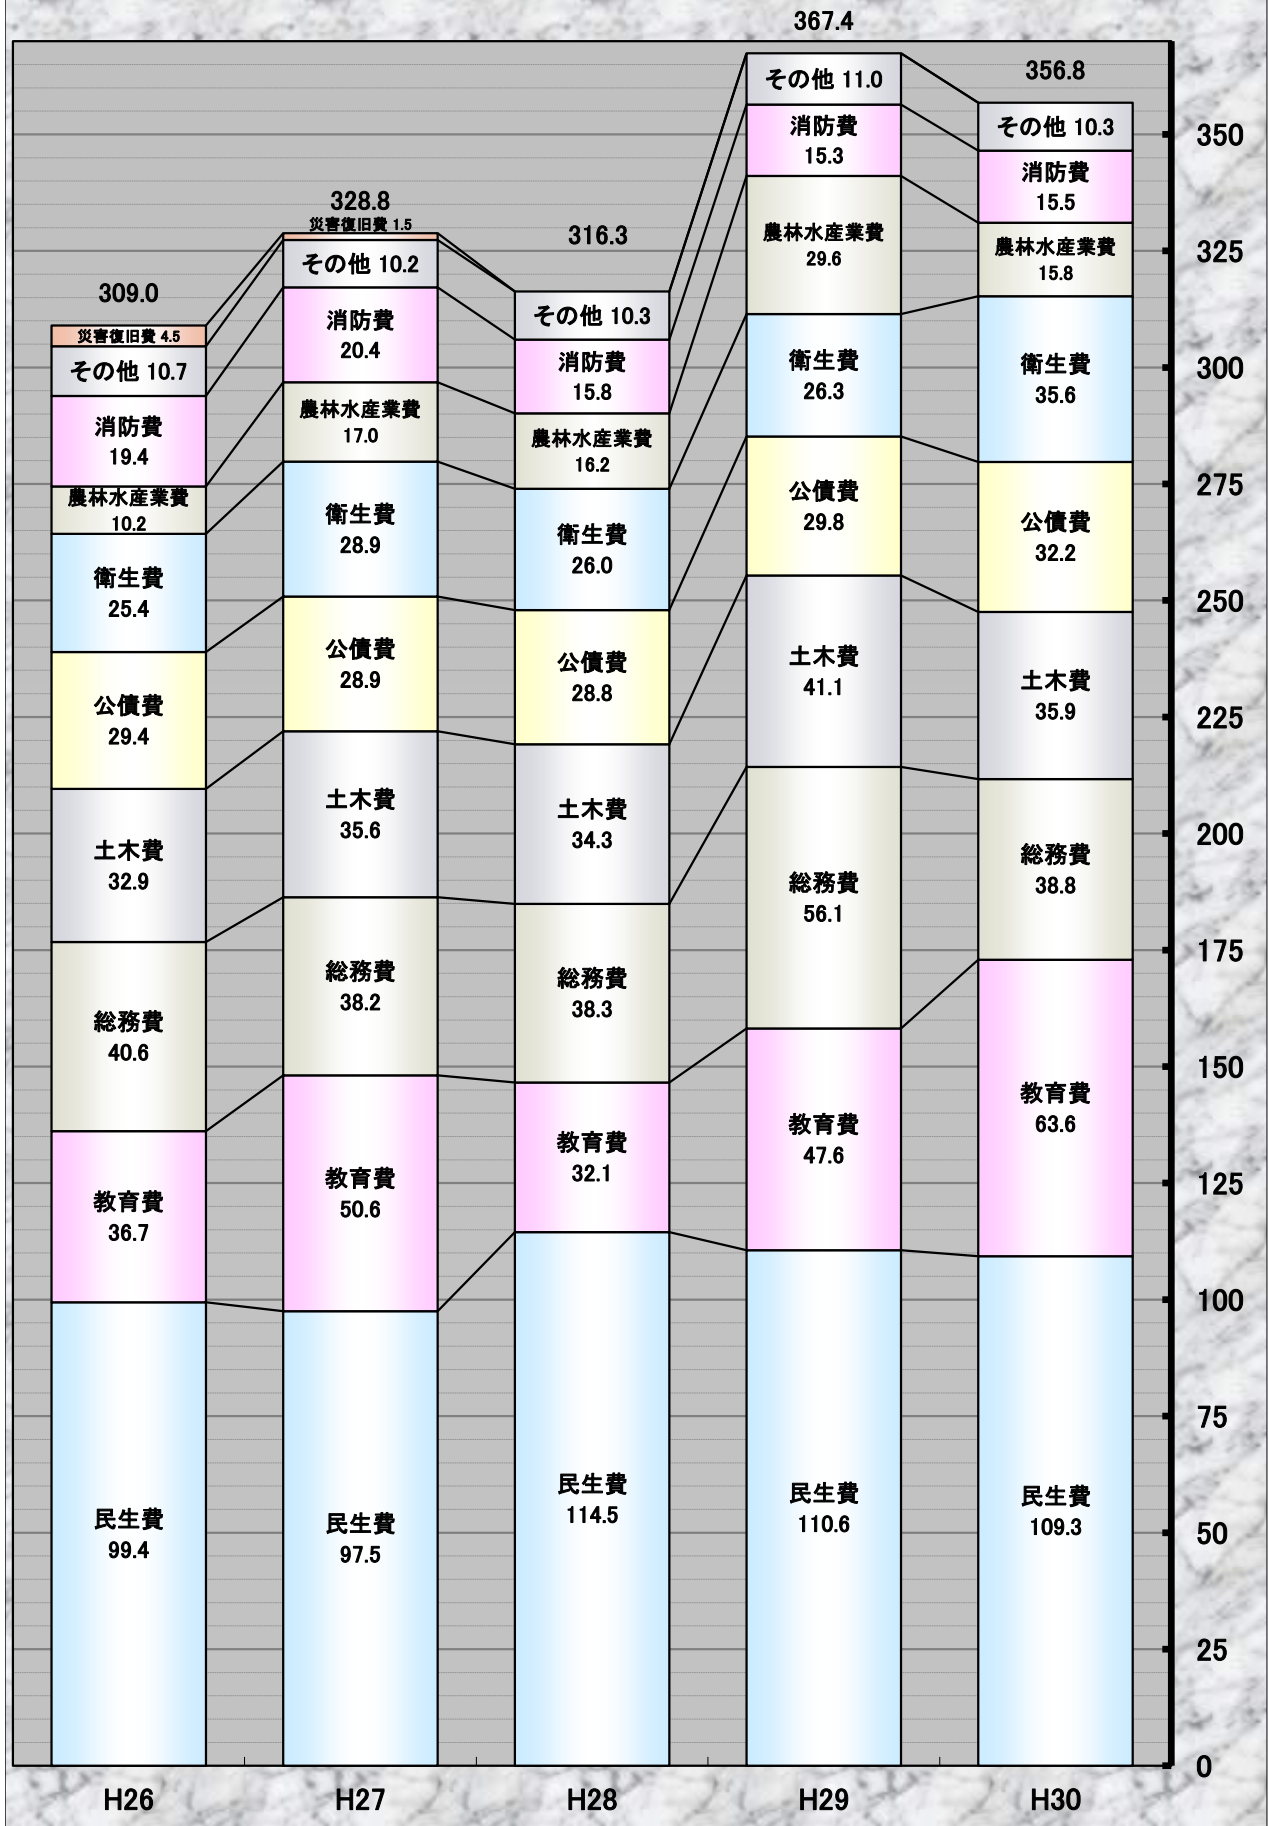 309.0
災害復旧費 4.5
その他 10.7
消防費
19.4
農林水産業費
10.2
衛生費
25.4
公債費
29.4
土木費
32.9
総務費
40.6
教育費
36.7
民生費
99.4
H26
328.8
災害復旧費 1.5
その他 10.2
消防費
20.4
農林水産業費
17.0
衛生費
28.9
公債費
28.9
土木費
35.6
総務費
38.2
教育費
50.6
民生費
97.5
H27
316.3
その他 10.3
消防費
15.8
農林水産業費
16.2
衛生費
26.0
公債費
28.8
土木費
34.3
総務費
38.3
教育費
32.1
民生費
114.5
H28
367.4
その他 11.0
消防費
15.3
農林水産業費
29.6
衛生費
26.3
公債費
29.8
土木費
41.1
総務費
56.1
教育費
47.6
民生費
110.6
H29
356.8
その他 10.3
消防費
15.5
農林水産業費
15.8
衛生費
35.6
公債費
32.2
土木費
35.9
総務費
38.8
教育費
63.6
民生費
109.3
H30
350
325
300
275
250
225
200
175
150
125
100
75
50
25
0